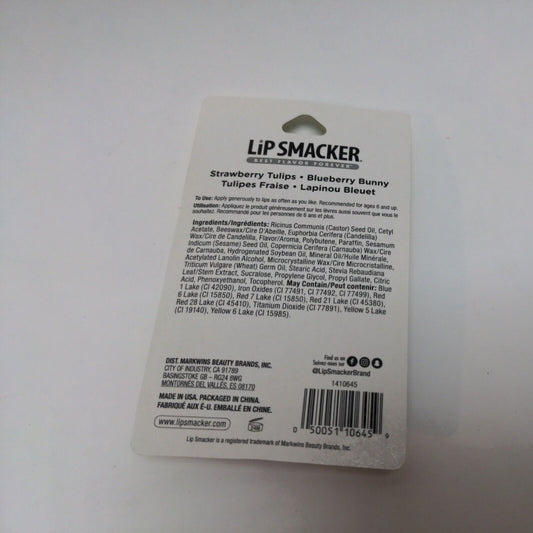 LiP SMACKER
BEST FLAVOR FOREVER
Strawberry Tulips • Blueberry Bunny
Tulipes Fraise • Lapinou Bleuet
To Use: Apply generously to lips as often as you like. Recommended for ages 6 and up.
Utilisation: Appliquez le produit généreusement sur les lèvres aussi souvent que vous le
souhaitez. Recommandé pour les personnes de 6 ans et plus.
Ingredients/Ingrédients: Ricinus Communis (Castor) Seed Oil, Cetyl
Acetate, Beeswax/Cire D'Abeille, Euphorbia Cerifera (Candelilla)
Wax/Cire de Candelilla, Flavor/Aroma, Polybutene, Paraffin, Sesamum
Indicum (Sesame) Seed Oil, Copernicia Cerifera (Carnauba) Wax/Cire
de Carnauba, Hydrogenated Soybean Oil, Mineral Oil/Huile Minérale,
Acetylated Lanolin Alcohol, Microcrystalline Wax/Cire Microcristalline,
Triticum Vulgare (Wheat) Germ Oil, Stearic Acid, Stevia Rebaudiana
Leaf/Stem Extract, Sucralose, Propylene Glycol, Propyl Gallate, Citric
Acid, Phenoxyethanol, Tocopherol. May Contain/Peut contenir: Blue
1 Lake (CI 42090), Iron Oxides (CI 77491, CI 77492, CI 77499), Red
6 Lake (CI 15850), Red 7 Lake (CI 15850), Red 21 Lake (CI 45380),
Red 28 Lake (CI 45410), Titanium Dioxide (CI 77891), Yellow 5 Lake
(CI 19140), Yellow 6 Lake (CI 15985).
DIST. MARKWINS BEAUTY BRANDS, INC.
CITY OF INDUSTRY, CA 91789
BASINGSTOKE GB – RG24 8WG
MONTORNÉS DEL VALLÉS, ES 08170
Find us on
Suivez-nous sur
@LipSmackerBrand
1410645
MADE IN USA. PACKAGED IN CHINA.
FABRIQUÉ AUX É-U. EMBALLÉ EN CHINE.
www.lipsmacker.com
24M
0 50051 10645 9
Lip Smacker is a registered trademark of Markwins Beauty Brands, Inc.